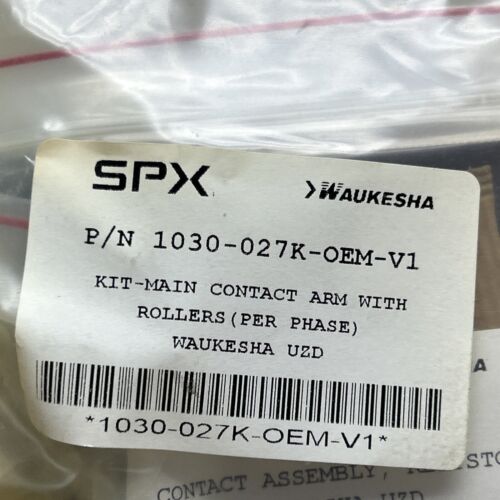 SPX WAUKESHA
P/N 1030-027K-OEM-V1
KIT-MAIN CONTACT ARM WITH
ROLLERS(PER PHASE)
WAUKESHA UZD
*1030-027K-OEM-V1*
A
CONTACT ASSEMBLY,
UZD